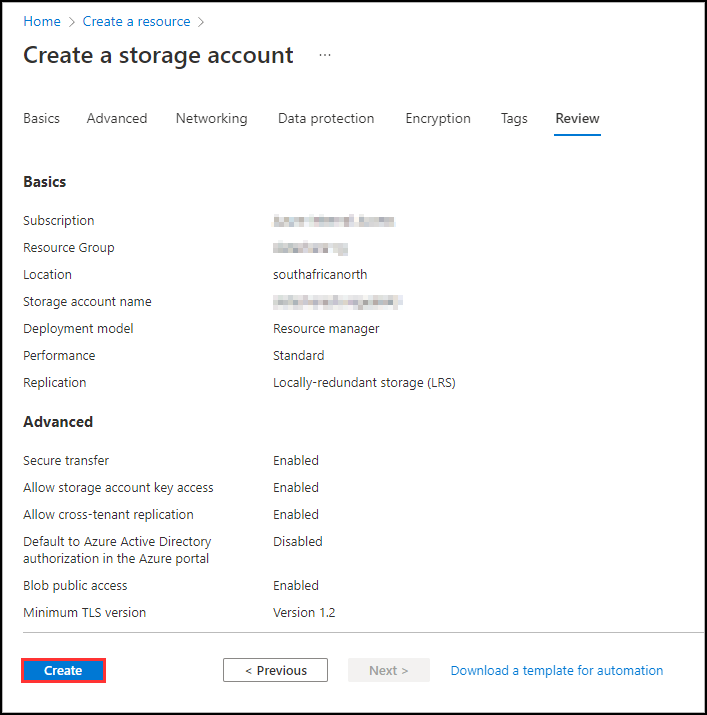 Home > Create a resource >
Create a storage account ...
Basics Advanced Networking Data protection Encryption Tags Review
Basics
Subscription
Resource Group
Location southafricanorth
Storage account name
Deployment model Resource manager
Performance Standard
Replication Locally-redundant storage (LRS)
Advanced
Secure transfer Enabled
Allow storage account key access Enabled
Allow cross-tenant replication Enabled
Default to Azure Active Directory Disabled
authorization in the Azure portal
Blob public access Enabled
Minimum TLS version Version 1.2
Create < Previous Next > Download a template for automation